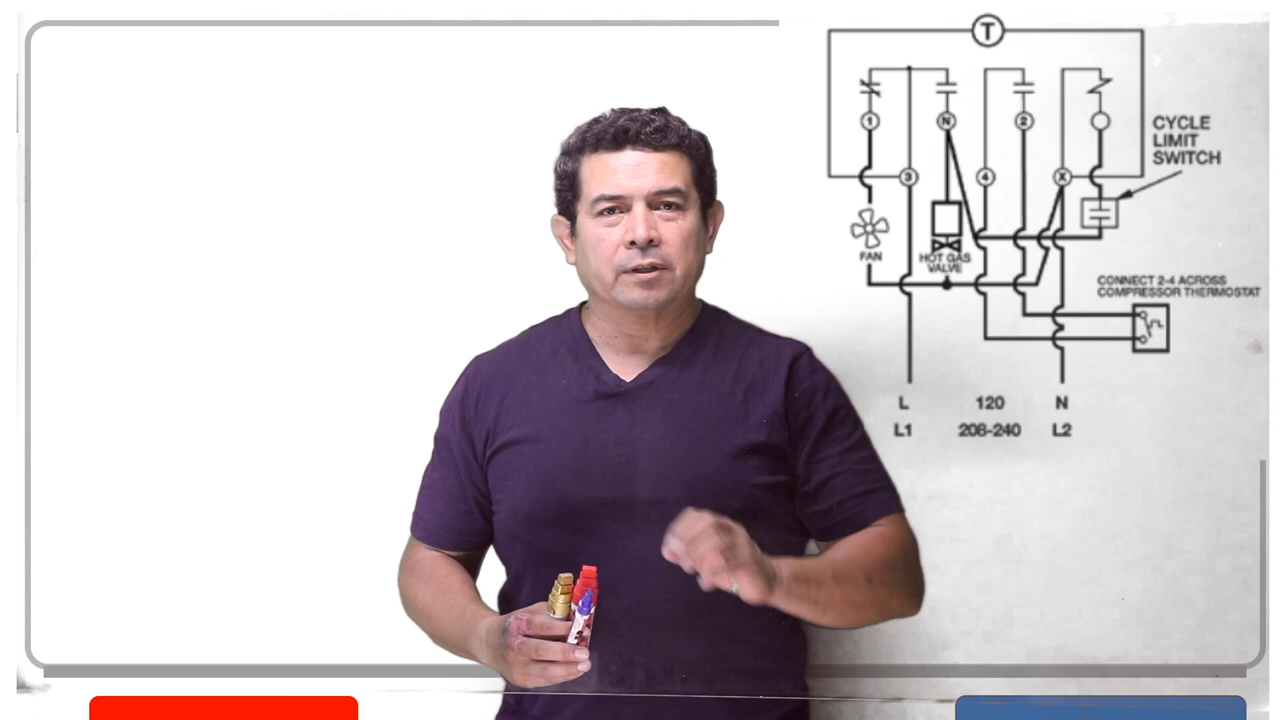 T
1
N
2
3
4
X
CYCLE
LIMIT
SWITCH
FAN
HOT GAS
VALVE
CONNECT 2-4 ACROSS
COMPRESSOR THERMOSTAT
L 120 N
L1 208-240 L2